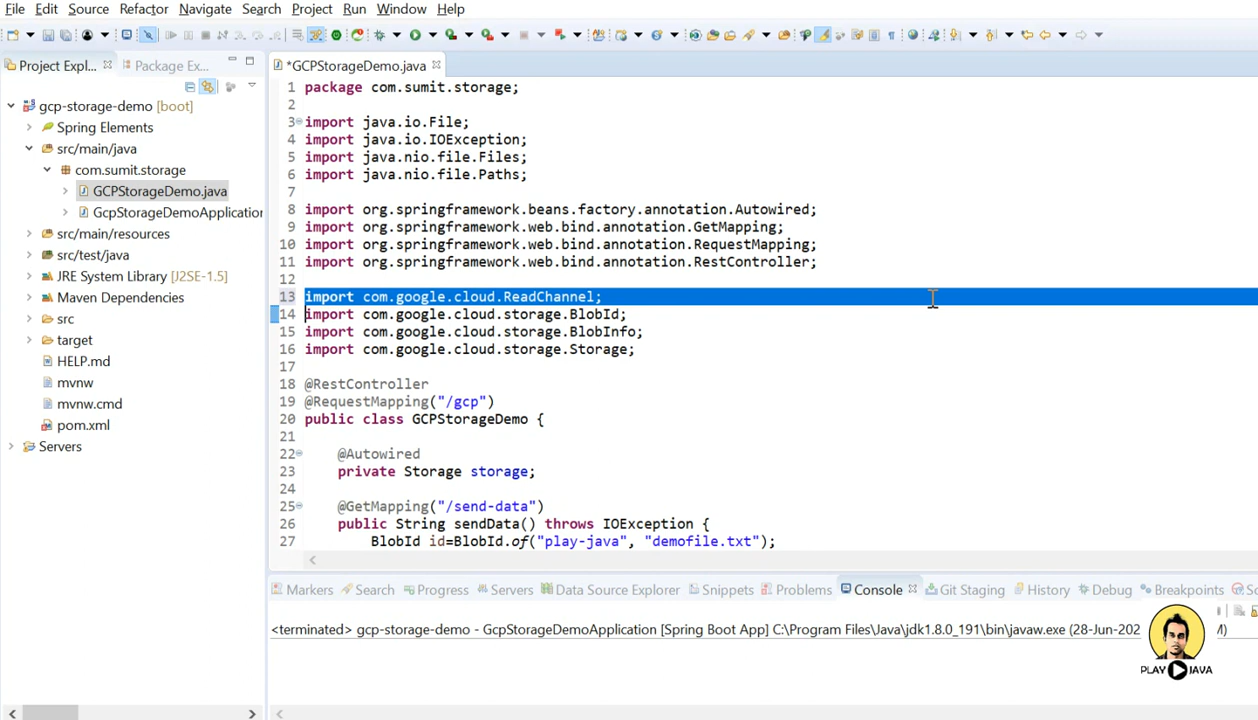 File Edit Source Refactor Navigate Search Project Run Window Help
Project Expl... Package Ex...
gcp-storage-demo [boot]
Spring Elements
src/main/java
com.sumit.storage
GCPStorageDemo.java
GcpStorageDemoApplication
src/main/resources
src/test/java
JRE System Library [J2SE-1.5]
Maven Dependencies
src
target
HELP.md
mvnw
mvnw.cmd
pom.xml
Servers
*GCPStorageDemo.java
1 package com.sumit.storage;
2
3 import java.io.File;
4 import java.io.IOException;
5 import java.nio.file.Files;
6 import java.nio.file.Paths;
7
8 import org.springframework.beans.factory.annotation.Autowired;
9 import org.springframework.web.bind.annotation.GetMapping;
10 import org.springframework.web.bind.annotation.RequestMapping;
11 import org.springframework.web.bind.annotation.RestController;
12
13 import com.google.cloud.ReadChannel;
14 import com.google.cloud.storage.BlobId;
15 import com.google.cloud.storage.BlobInfo;
16 import com.google.cloud.storage.Storage;
17
18 @RestController
19 @RequestMapping("/gcp")
20 public class GCPStorageDemo {
21
22 @Autowired
23 private Storage storage;
24
25 @GetMapping("/send-data")
26 public String sendData() throws IOException {
27 BlobId id=BlobId.of("play-java", "demofile.txt");
Markers Search Progress Servers Data Source Explorer Snippets Problems Console Git Staging History Debug Breakpoints
<terminated> gcp-storage-demo - GcpStorageDemoApplication [Spring Boot App] C:\Program Files\Java\jdk1.8.0_191\bin\javaw.exe (28-Jun-202
PLAY JAVA